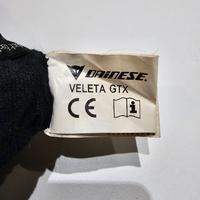 DAINESE.
VELETA GTX
CE
i